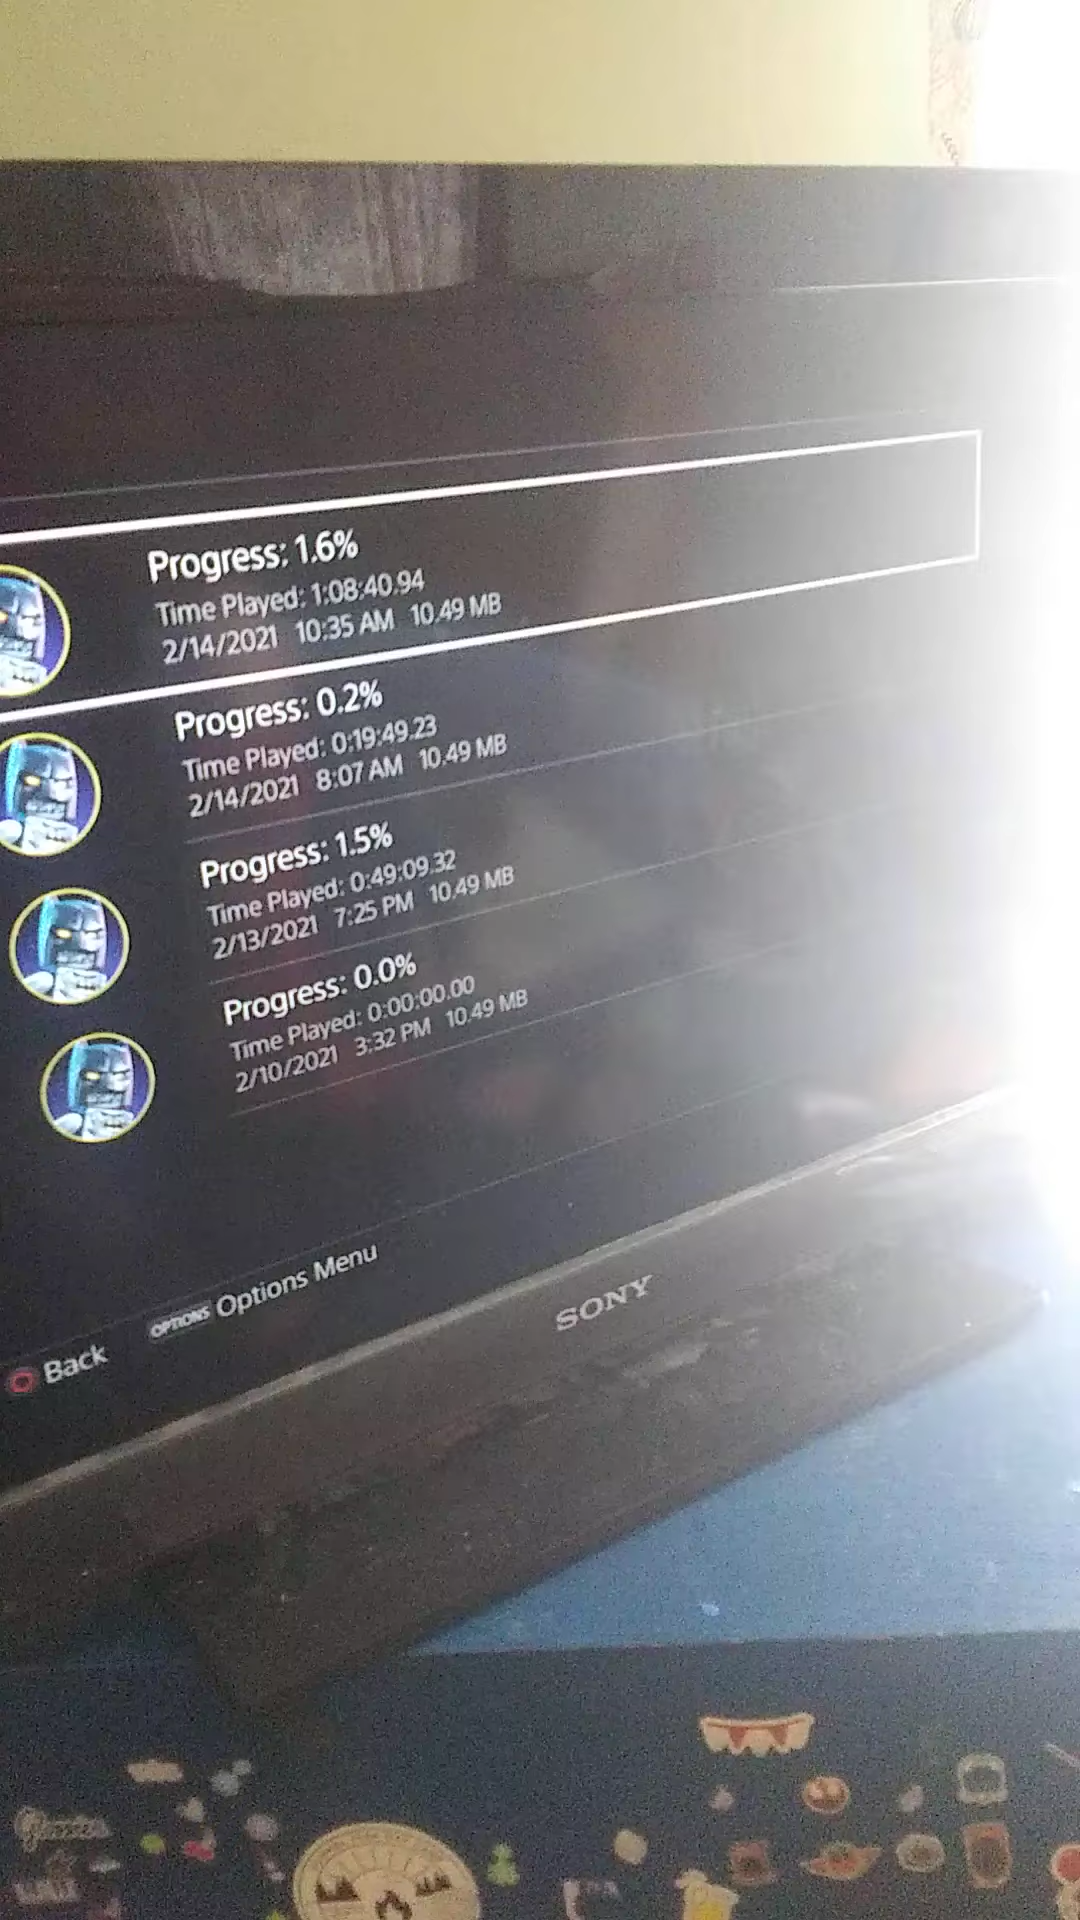 Progress: 1.6%
Time Played: 1:08:40.94
2/14/2021 10:35 AM 10.49 MB
Progress: 0.2%
Time Played: 0:19:49.23
2/14/2021 8:07 AM 10.49 MB
Progress: 1.5%
Time Played: 0:49:09.32
2/13/2021 7:25 PM 10.49 MB
Progress: 0.0%
Time Played: 0:00:00.00
2/10/2021 3:32 PM 10.49 MB
Back OPTIONS Options Menu
SONY